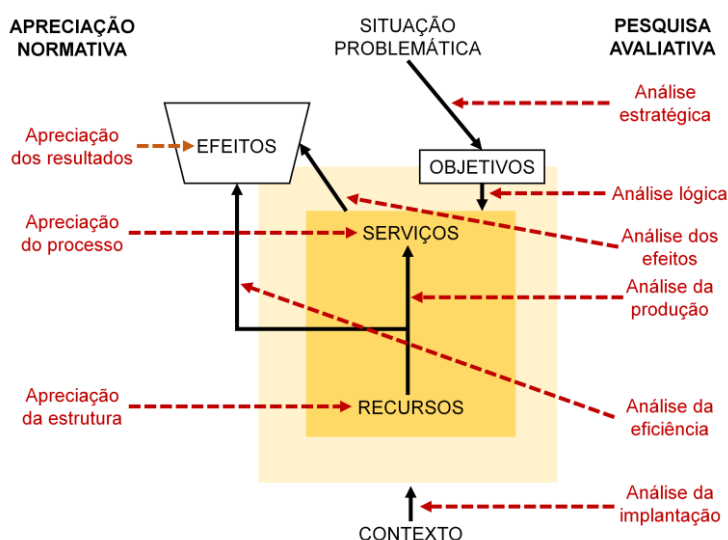 APRECIAÇÃO
NORMATIVA
SITUAÇÃO
PROBLEMÁTICA
PESQUISA
AVALIATIVA
Análise
estratégica
Apreciação
dos resultados
EFEITOS
OBJETIVOS
Análise lógica
Apreciação
do processo
SERVIÇOS
Análise dos
efeitos
Análise da
produção
Apreciação
da estrutura
RECURSOS
Análise da
eficiência
Análise da
implantação
CONTEXTO